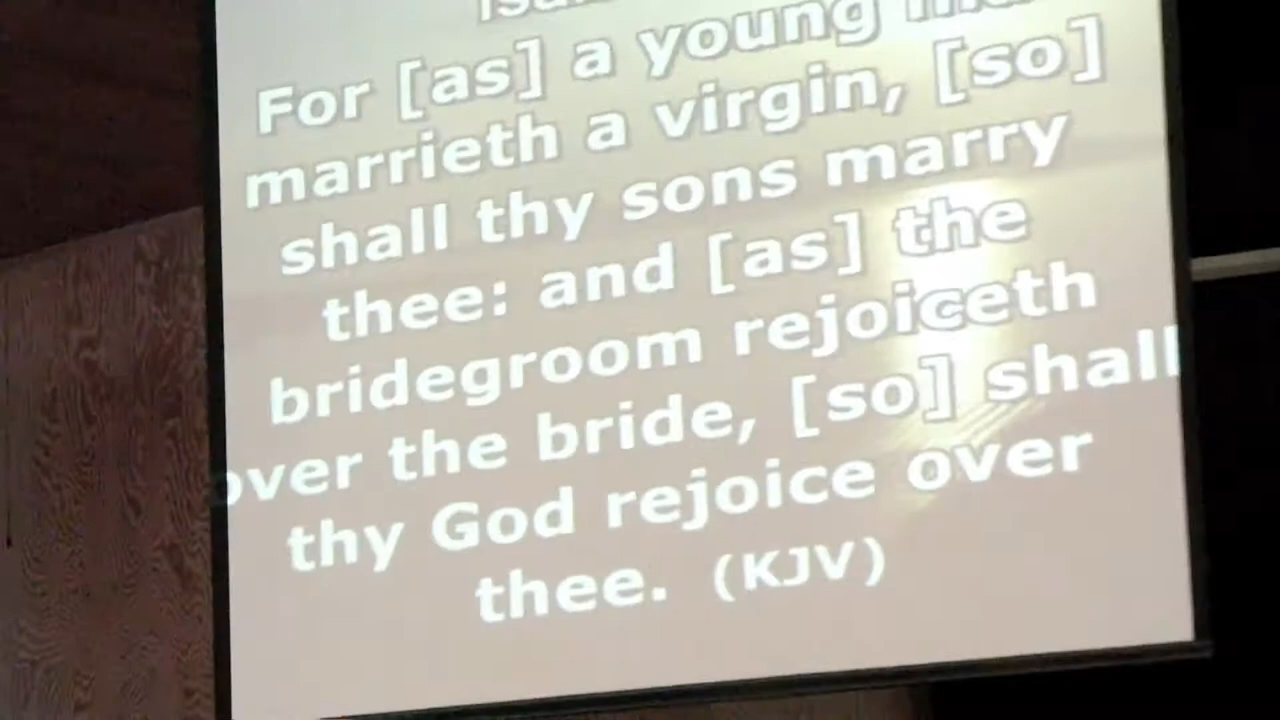 For [as] a young
marrieth a virgin, [so]
shall thy sons marry
thee: and [as] the
bridegroom rejoiceth
over the bride, [so] shall
thy God rejoice over
thee. (KJV)